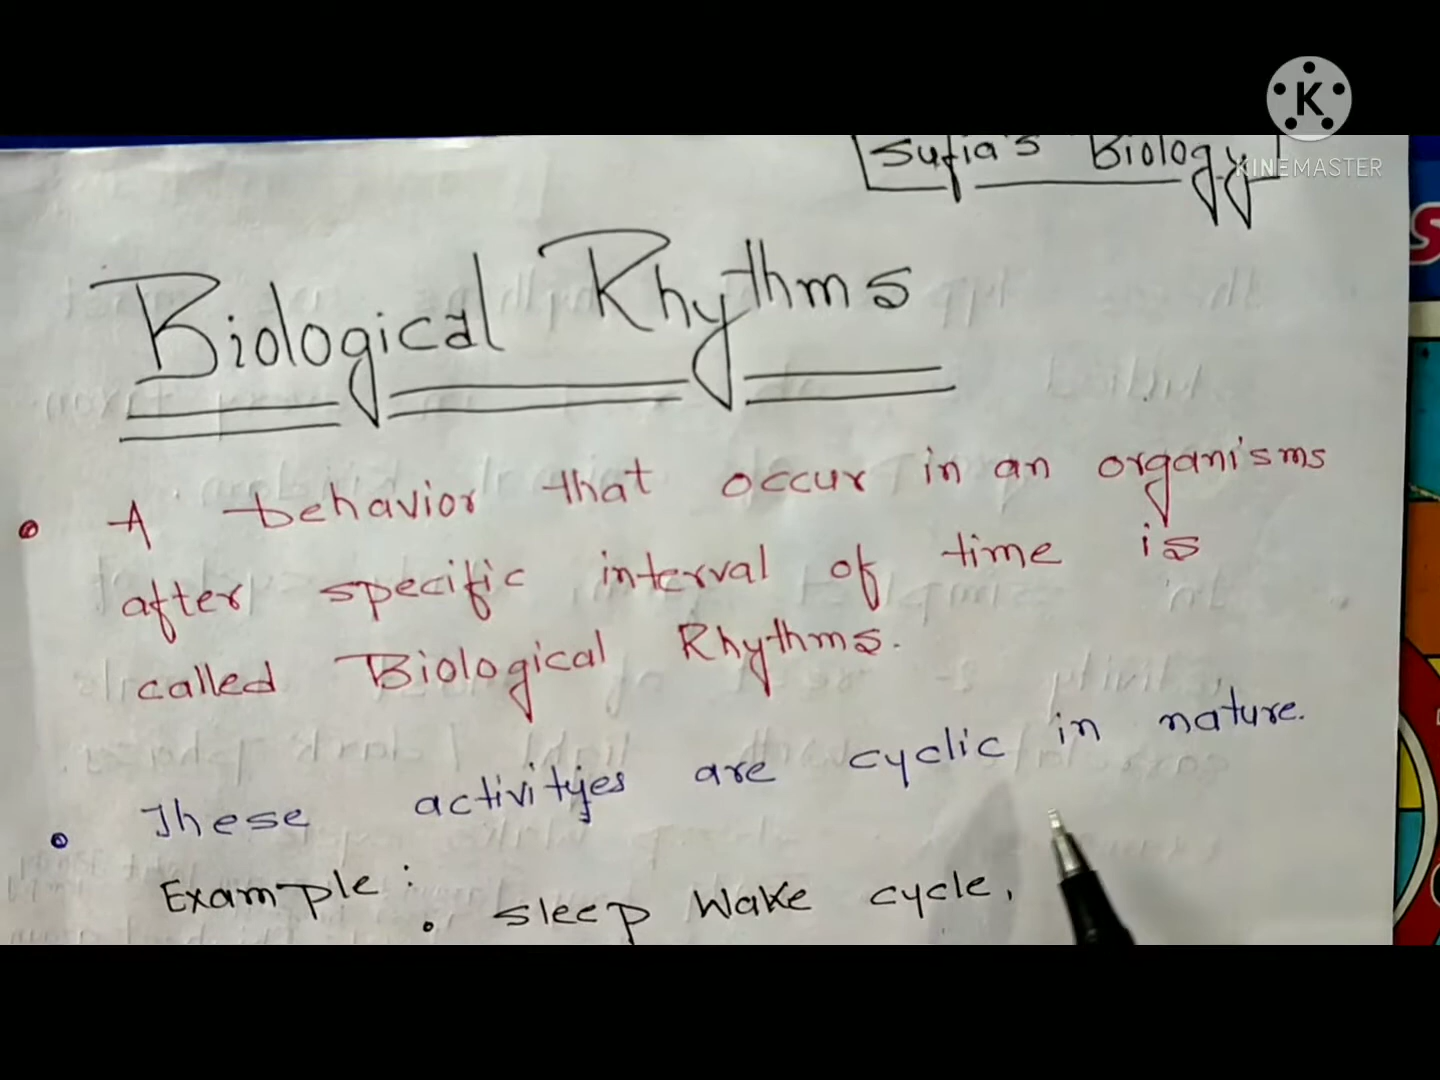 K
KINEMASTER
Sufia's Biology
Biological Rhythms
• A behavior that occur in an organisms
after specific interval of time is
called Biological Rhythms.
• These activityies are cyclic in nature.
Example:
• Sleep Wake cycle,
S